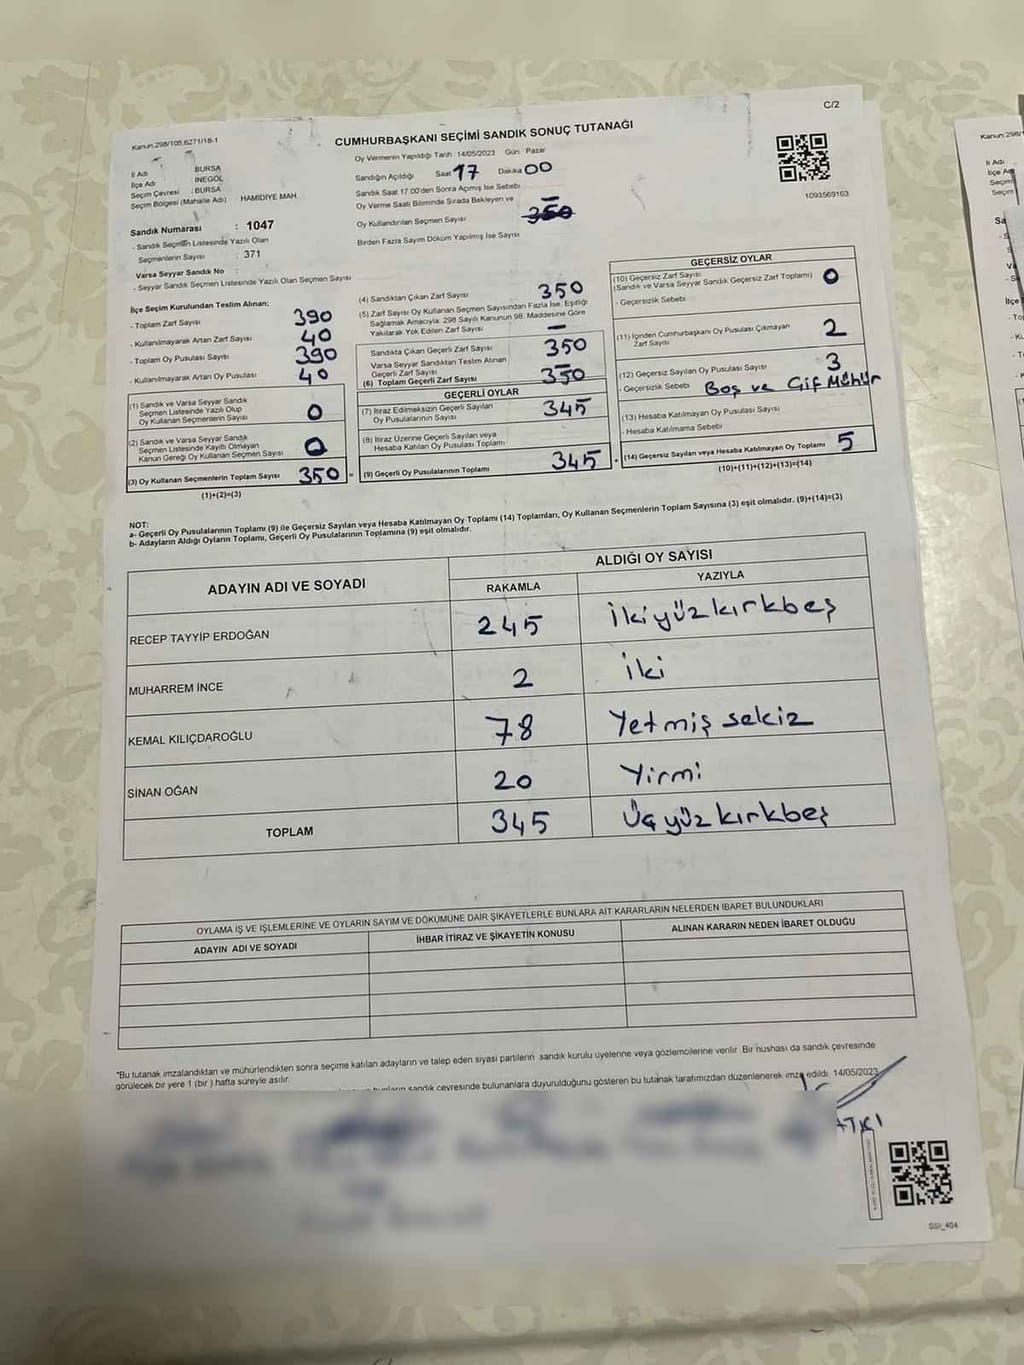 C/2
Kanun:298/105.6271/18-1
CUMHURBAŞKANI SEÇİMİ SANDIK SONUÇ TUTANAĞI
İl Adı BURSA
İlçe Adı İNEGÖL
Seçim Çevresi : BURSA
Seçim Bölgesi (Mahalle Adı) HAMİDİYE MAH
Sandık Numarası : 1047
- Sandık Seçmen Listesinde Yazılı Olan
Seçmenlerin Sayısı : 371
Varsa Seyyar Sandık No :
- Seyyar Sandık Seçmen Listesinde Yazılı Olan Seçmen Sayısı
Oy Vermenin Yapıldığı Tarih : 14/05/2023 Gün : Pazar
Sandığın Açıldığı Saat 17 Dakika 00
Sandık Saat 17.00'den Sonra Açımış İse Sebebi
Oy Verme Saati Bitiminde Sırada Bekleyen ve
Oy Kullandırılan Seçmen Sayısı 350
Birden Fazla Sayım Döküm Yapılmış İse Sayısı
1093569163
İlçe Seçim Kurulundan Teslim Alınan;
- Toplam Zarf Sayısı 390
- Kullanılmayarak Artan Zarf Sayısı 40
- Toplam Oy Pusulası Sayısı 390
- Kullanılmayarak Artan Oy Pusulası 40
(1) Sandık ve Varsa Seyyar Sandık
Seçmen Listesinde Yazılı Olup
Oy Kullanan Seçmenlerin Sayısı 0
(2) Sandık ve Varsa Seyyar Sandık
Seçmen Listesinde Kayıtlı Olmayan
Kanun Gereği Oy Kullanan Seçmen Sayısı 0
(3) Oy Kullanan Seçmenlerin Toplam Sayısı 350 =
(1)+(2)=(3)
(4) Sandıktan Çıkan Zarf Sayısı 350
(5) Zarf Sayısı Oy Kullanan Seçmen Sayısından Fazla İse, Eşitliği
Sağlamak Amacıyla, 298 Sayılı Kanunun 98. Maddesine Göre
Yakılarak Yok Edilen Zarf Sayısı –
Sandıkta Çıkan Geçerli Zarf Sayısı 350
Varsa Seyyar Sandıktan Teslim Alınan
Geçerli Zarf Sayısı –
(6) Toplam Geçerli Zarf Sayısı 350
GEÇERLİ OYLAR
(7) İtiraz Edilmeksizin Geçerli Sayılan
Oy Pusulalarının Sayısı 345
(8) İtiraz Üzerine Geçerli Sayılan veya
Hesaba Katılan Oy Pusulası Toplamı
(9) Geçerli Oy Pusulalarının Toplamı 345 +
GEÇERSİZ OYLAR
(10) Geçersiz Zarf Sayısı
(Sandık ve Varsa Seyyar Sandık Geçersiz Zarf Toplamı) 0
- Geçersizlik Sebebi
(11) İçinden Cumhurbaşkanı Oy Pusulası Çıkmayan
Zarf Sayısı 2
(12) Geçersiz Sayılan Oy Pusulası Sayısı 3
- Geçersizlik Sebebi Boş ve Çift Mühür
(13) Hesaba Katılmayan Oy Pusulası Sayısı
- Hesaba Katılmama Sebebi
(14) Geçersiz Sayılan veya Hesaba Katılmayan Oy Toplamı 5
(10)+(11)+(12)+(13)=(14)
NOT:
a- Geçerli Oy Pusulalarının Toplamı (9) ile Geçersiz Sayılan veya Hesaba Katılmayan Oy Toplamı (14) Toplamları, Oy Kullanan Seçmenlerin Toplam Sayısına (3) eşit olmalıdır. (9)+(14)=(3)
b- Adayların Aldığı Oyların Toplamı, Geçerli Oy Pusulalarının Toplamına (9) eşit olmalıdır.
ADAYIN ADI VE SOYADI
ALDIĞI OY SAYISI
RAKAMLA YAZIYLA
RECEP TAYYİP ERDOĞAN 245 İkiyüzkırkbeş
MUHARREM İNCE 2 İki
KEMAL KILIÇDAROĞLU 78 Yetmiş sekiz
SİNAN OĞAN 20 Yirmi
TOPLAM 345 Üçyüzkırkbeş
OYLAMA İŞ VE İŞLEMLERİNE VE OYLARIN SAYIM VE DÖKÜMÜNE DAİR ŞİKAYETLERLE BUNLARA AİT KARARLARIN NELERDEN İBARET BULUNDUKLARI
ADAYIN ADI VE SOYADI İHBAR İTİRAZ VE ŞİKAYETİN KONUSU ALINAN KARARIN NEDEN İBARET OLDUĞU
*Bu tutanak imzalandıktan ve mühürlendikten sonra seçime katılan adayların ve talep eden siyasi partilerin sandık kurulu üyelerine veya gözlemcilerine verilir. Bir nüshası da sandık çevresinde
görülecek bir yere 1 (bir) hafta süreyle asılır.
sandık çevresinde bulunanlara duyurulduğunu gösteren bu tutanak tarafımızdan düzenlenerek imza edildi. 14/05/2023
SSI_404